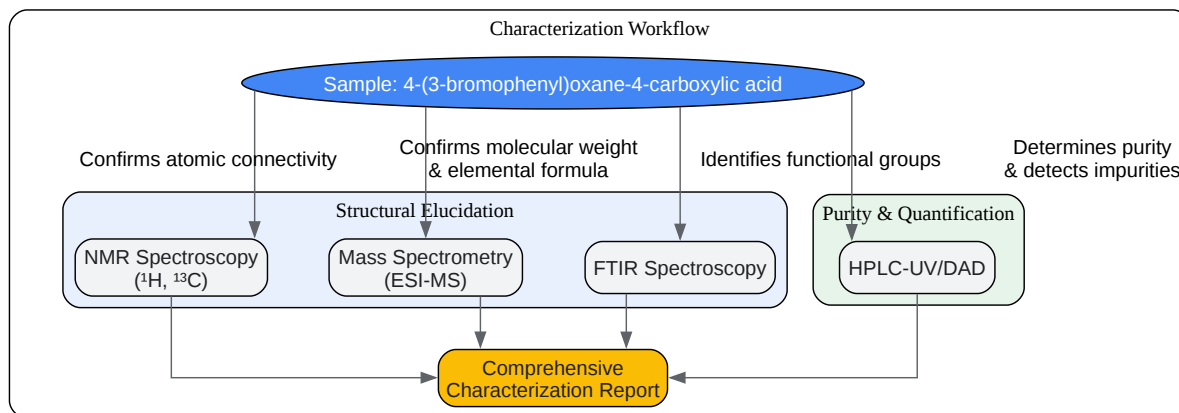 Characterization Workflow
Sample: 4-(3-bromophenyl)oxane-4-carboxylic acid
Confirms atomic connectivity
Confirms molecular weight
& elemental formula
Identifies functional groups
Determines purity
& detects impurities
Structural Elucidation
Purity & Quantification
NMR Spectroscopy
(¹H, ¹³C)
Mass Spectrometry
(ESI-MS)
FTIR Spectroscopy
HPLC-UV/DAD
Comprehensive
Characterization Report